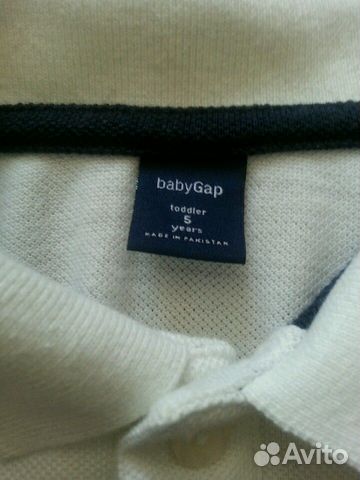 babyGap
toddler
5
years
MADE IN PAKISTAN
Avito